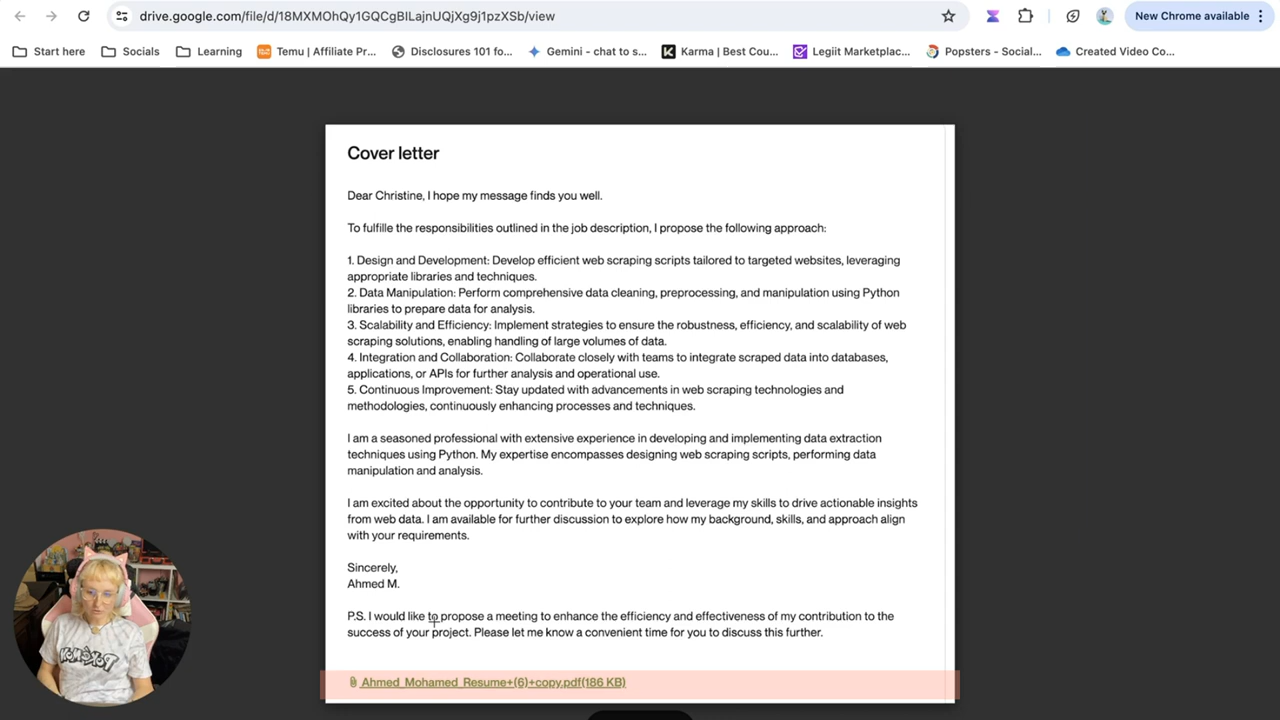 drive.google.com/file/d/18MXMOhQy1GQCgBILajnUQjXg9j1pzXSb/view
New Chrome available
Start here
Socials
Learning
Temu | Affiliate Pr...
Disclosures 101 fo...
Gemini - chat to s...
Karma | Best Cou...
Legiit Marketplac...
Popsters - Social...
Created Video Co...
Cover letter
Dear Christine, I hope my message finds you well.
To fulfille the responsibilities outlined in the job description, I propose the following approach:
1. Design and Development: Develop efficient web scraping scripts tailored to targeted websites, leveraging
appropriate libraries and techniques.
2. Data Manipulation: Perform comprehensive data cleaning, preprocessing, and manipulation using Python
libraries to prepare data for analysis.
3. Scalability and Efficiency: Implement strategies to ensure the robustness, efficiency, and scalability of web
scraping solutions, enabling handling of large volumes of data.
4. Integration and Collaboration: Collaborate closely with teams to integrate scraped data into databases,
applications, or APIs for further analysis and operational use.
5. Continuous Improvement: Stay updated with advancements in web scraping technologies and
methodologies, continuously enhancing processes and techniques.
I am a seasoned professional with extensive experience in developing and implementing data extraction
techniques using Python. My expertise encompasses designing web scraping scripts, performing data
manipulation and analysis.
I am excited about the opportunity to contribute to your team and leverage my skills to drive actionable insights
from web data. I am available for further discussion to explore how my background, skills, and approach align
with your requirements.
Sincerely,
Ahmed M.
P.S. I would like to propose a meeting to enhance the efficiency and effectiveness of my contribution to the
success of your project. Please let me know a convenient time for you to discuss this further.
Ahmed_Mohamed_Resume+(6)+copy.pdf(186 KB)
POKéMON